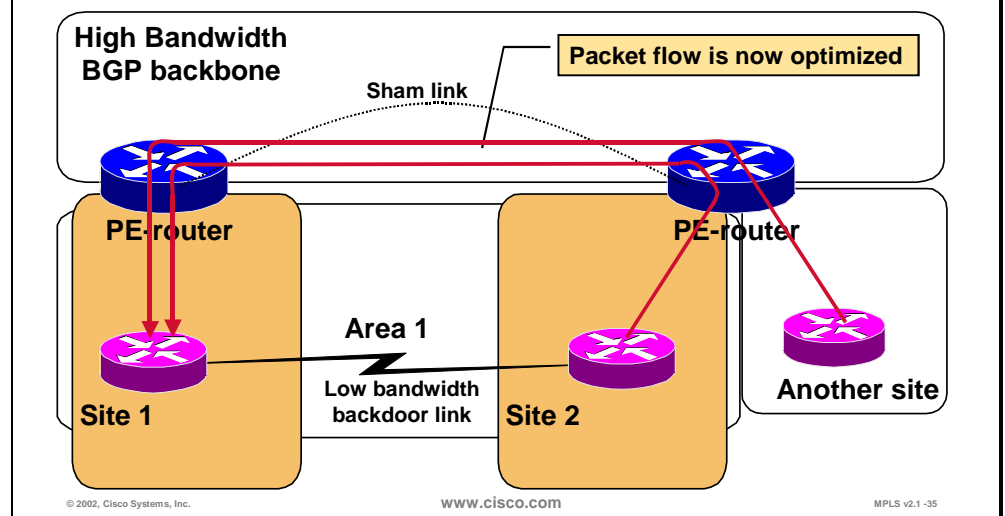 High Bandwidth
BGP backbone
Packet flow is now optimized
Sham link
PE-router
PE-router
Area 1
Low bandwidth
backdoor link
Site 1
Site 2
Another site
© 2002, Cisco Systems, Inc.
www.cisco.com
MPLS v2.1 -35